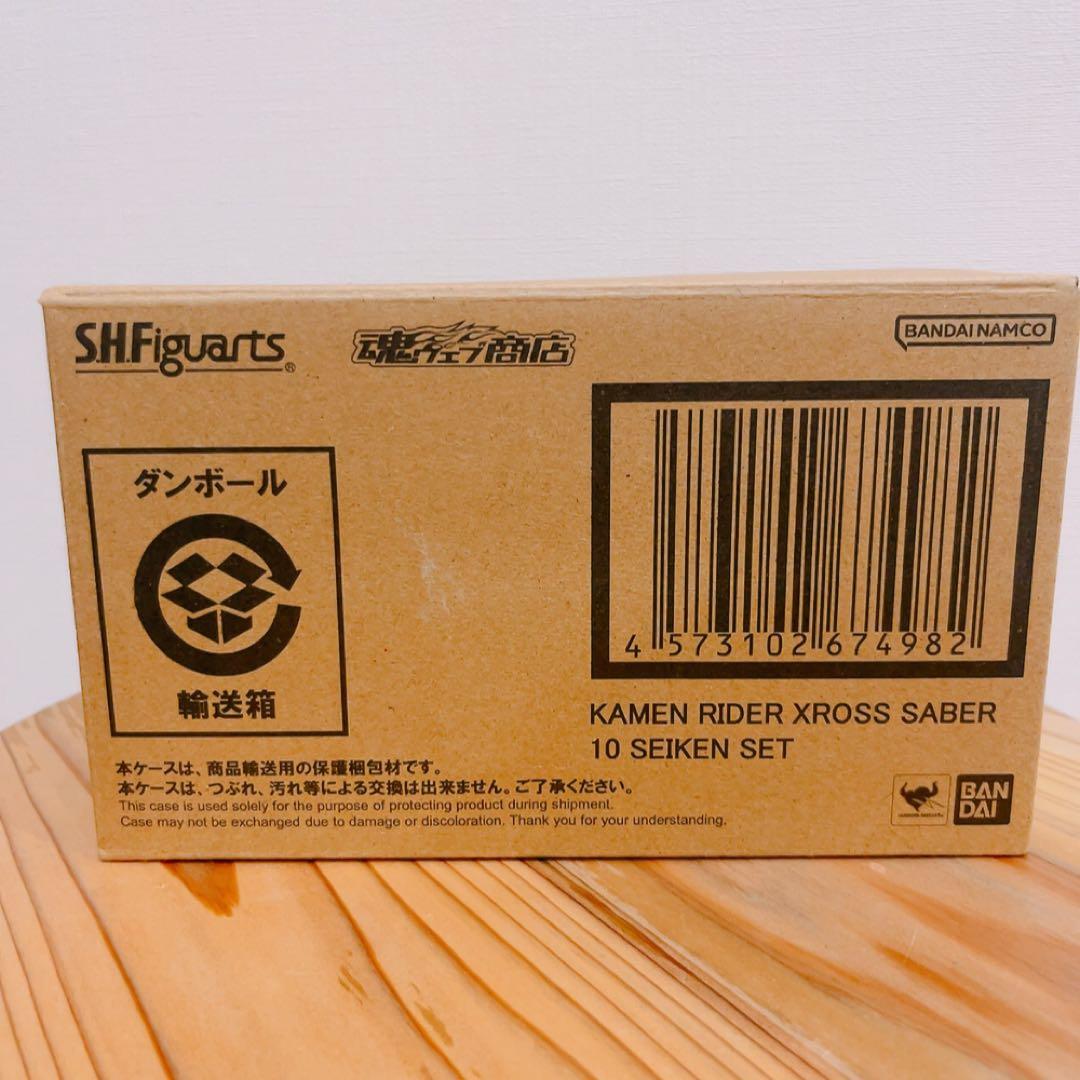 S.H.Figuarts®
魂ウェブ商店
BANDAI NAMCO
ダンボール
輸送箱
4 573102 674982
KAMEN RIDER XROSS SABER
10 SEIKEN SET
本ケースは、商品輸送用の保護梱包材です。
本ケースは、つぶれ、汚れ等による交換は出来ません。ご了承ください。
This case is used solely for the purpose of protecting product during shipment.
Case may not be exchanged due to damage or discoloration. Thank you for your understanding.
BAN
DAI